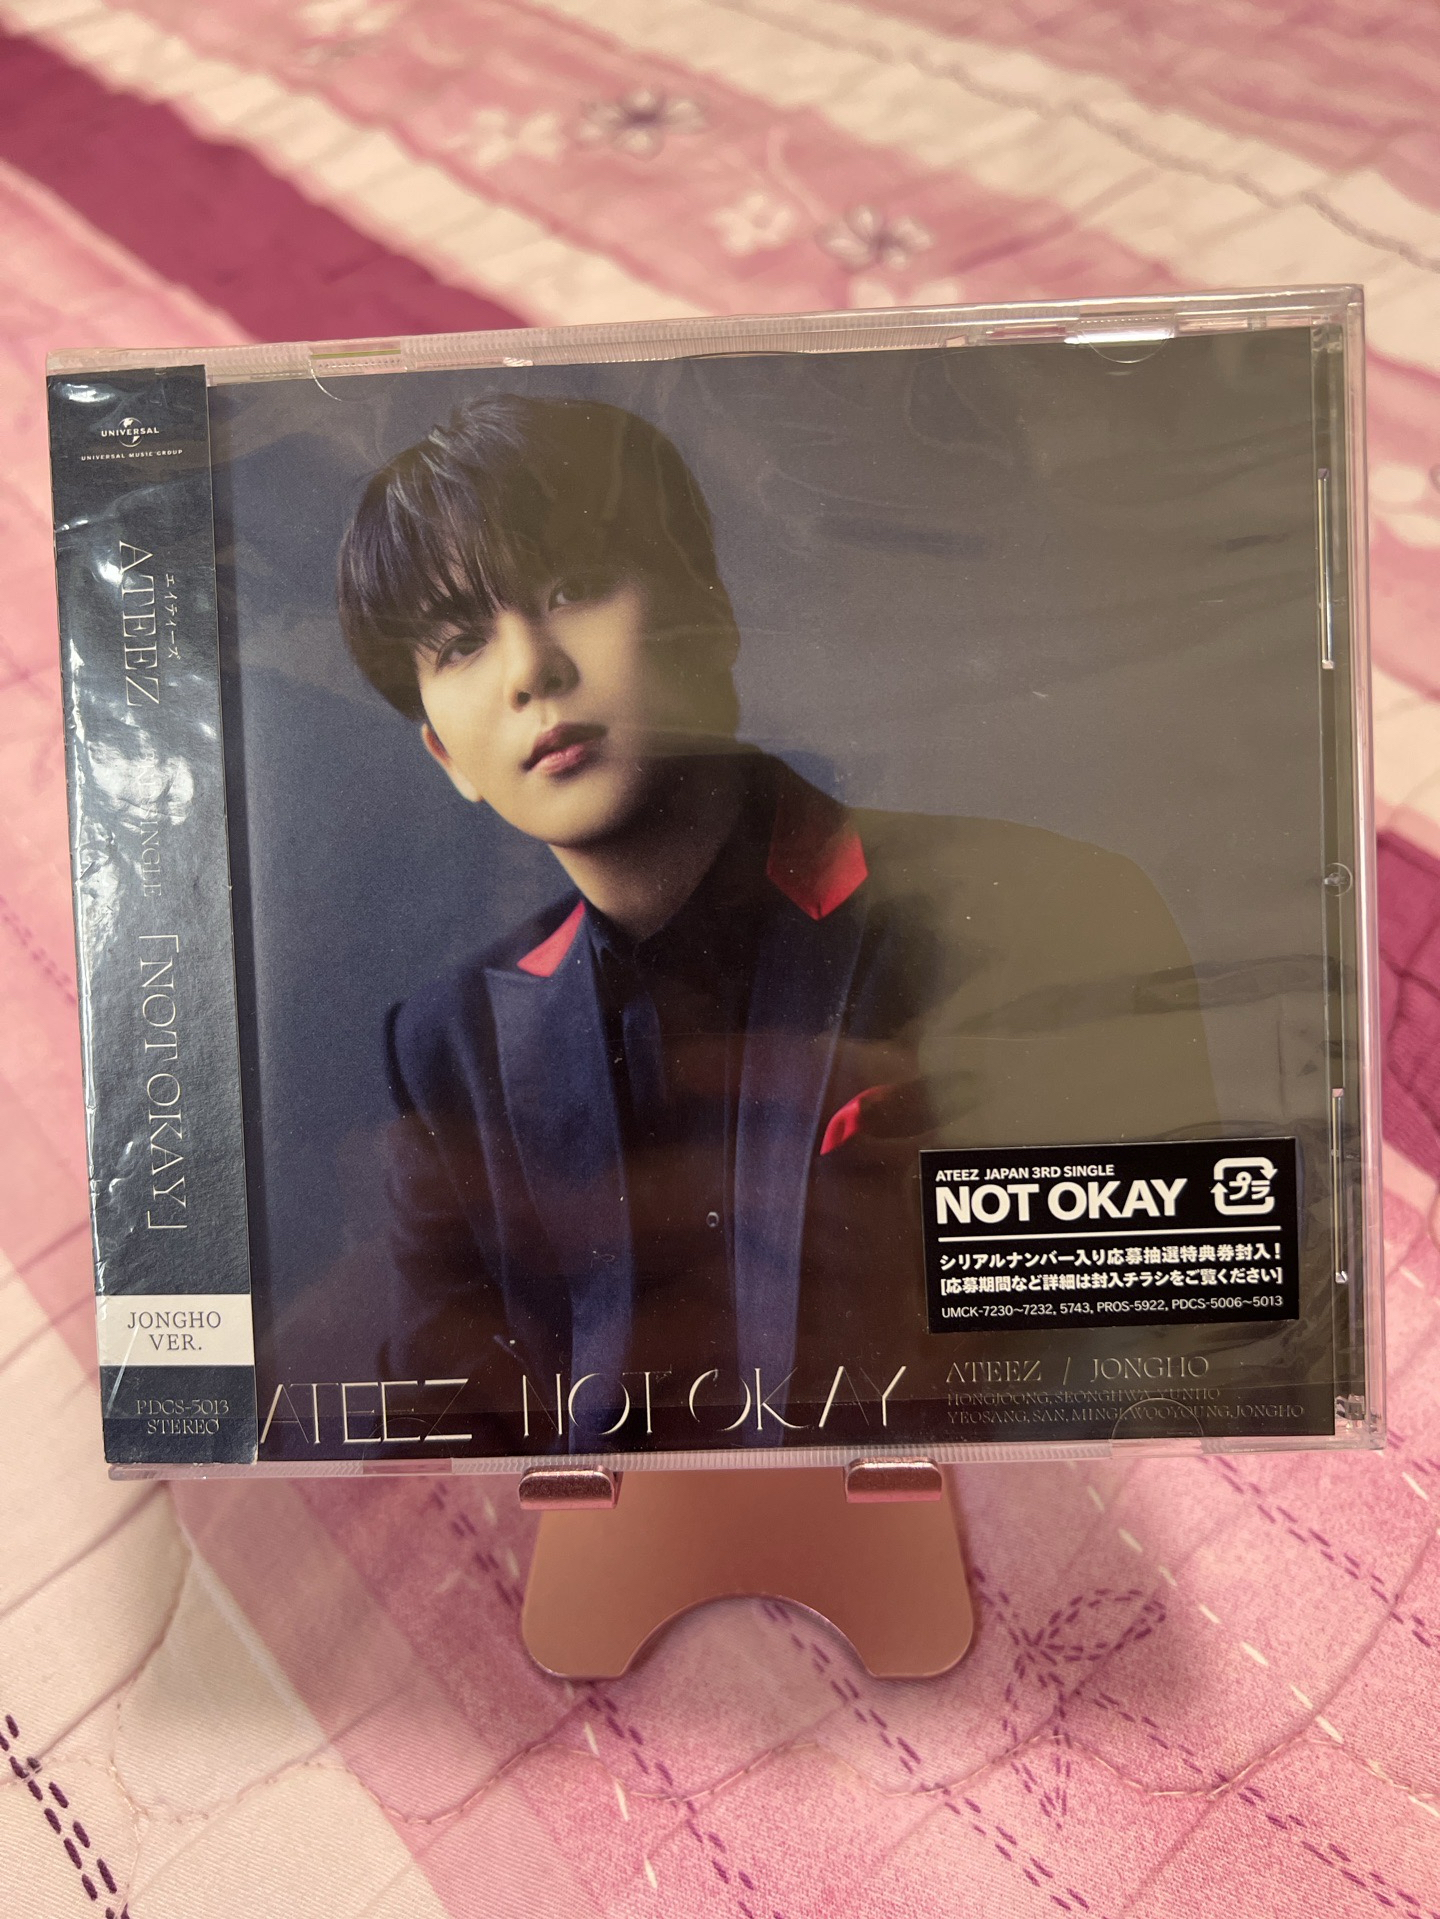 UNIVERSAL
UNIVERSAL MUSIC GROUP
エイティーズ
ATEEZ
「NOT OKAY」
JONGHO
VER.
PDCS-5013
STEREO
ATEEZ JAPAN 3RD SINGLE
NOT OKAY
プラ
シリアルナンバー入り応募抽選特典券封入！
[応募期間など詳細は封入チラシをご覧ください]
UMCK-7230～7232, 5743, PROS-5922, PDCS-5006～5013
ATEEZ NOT OKAY
ATEEZ / JONGHO
HONGJOONG, SEONGHWA, YUNHO
YEOSANG, SAN, MINGI, WOOYOUNG, JONGHO